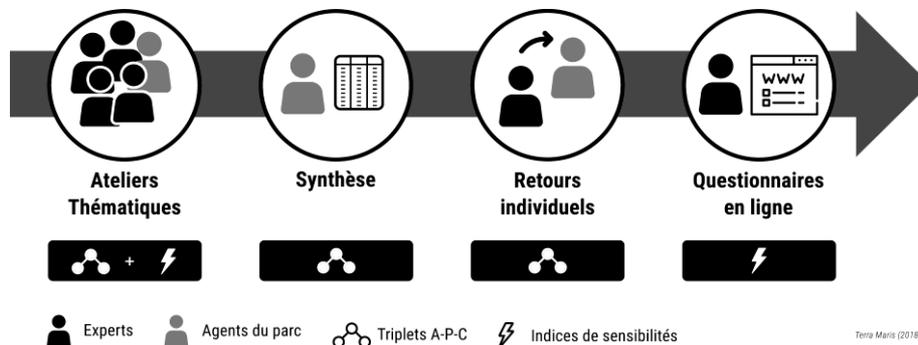 WWW
Ateliers
Thématiques
Synthèse
Retours
individuels
Questionnaires
en ligne
+
Experts
Agents du parc
Triplets A-P-C
Indices de sensibilités
Terra Maris (2018